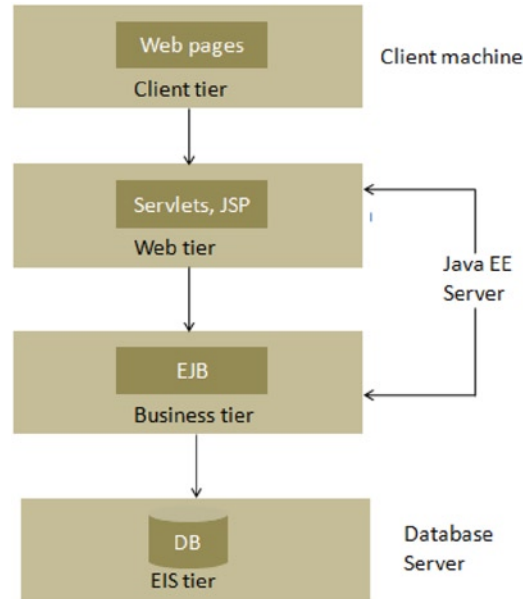 Web pages
Client tier
Client machine
Servlets, JSP
Web tier
Java EE
Server
EJB
Business tier
DB
EIS tier
Database
Server